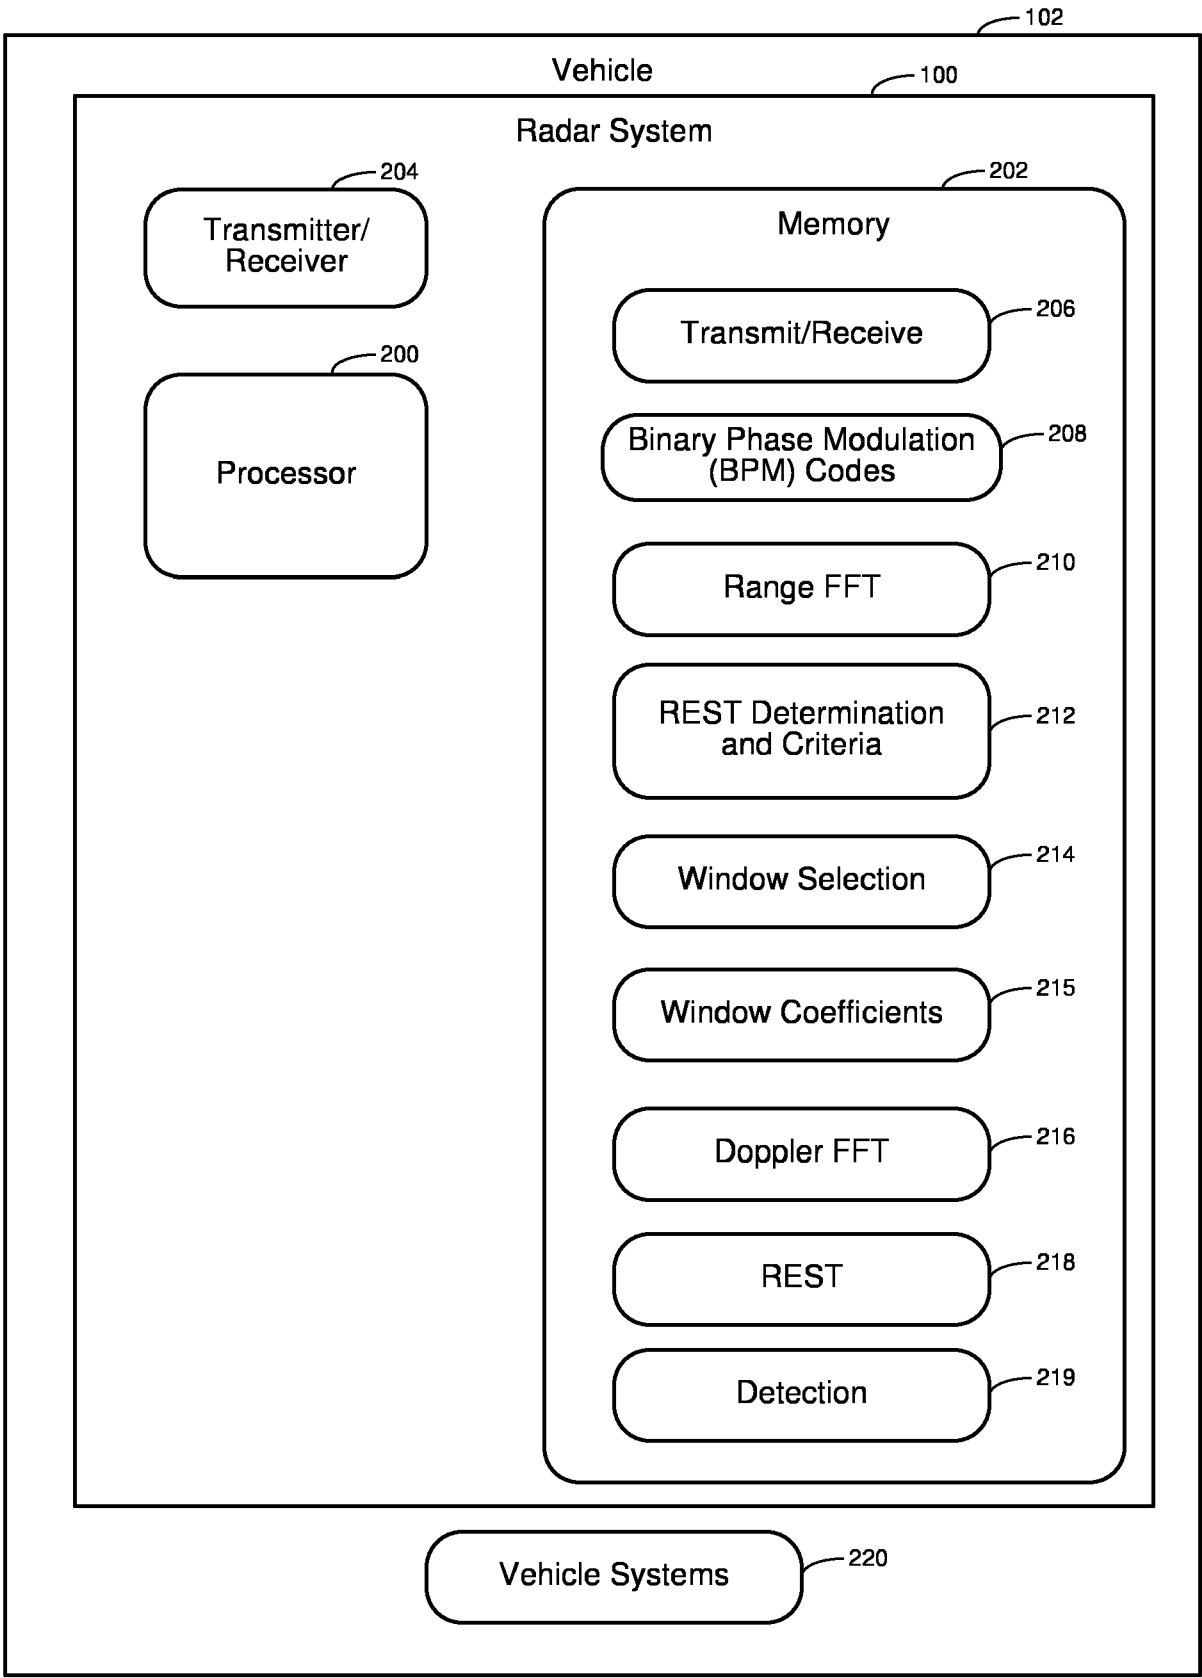 102
Vehicle
100
Radar System
204
Transmitter/
Receiver
200
Processor
202
Memory
206
Transmit/Receive
208
Binary Phase Modulation
(BPM) Codes
210
Range FFT
212
REST Determination
and Criteria
214
Window Selection
215
Window Coefficients
216
Doppler FFT
218
REST
219
Detection
220
Vehicle Systems